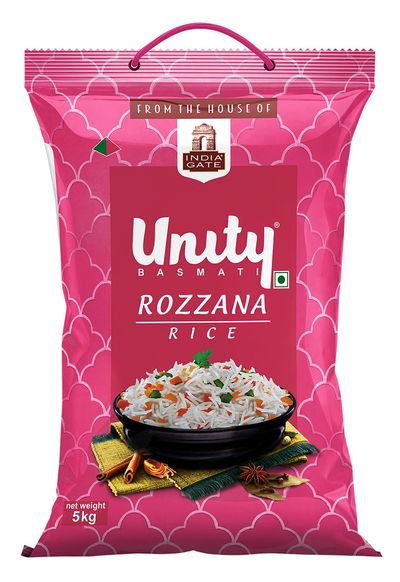 FROM THE HOUSE OF
INDIA
GATE
Unity®
BASMATI
ROZZANA
RICE
net weight
5kg